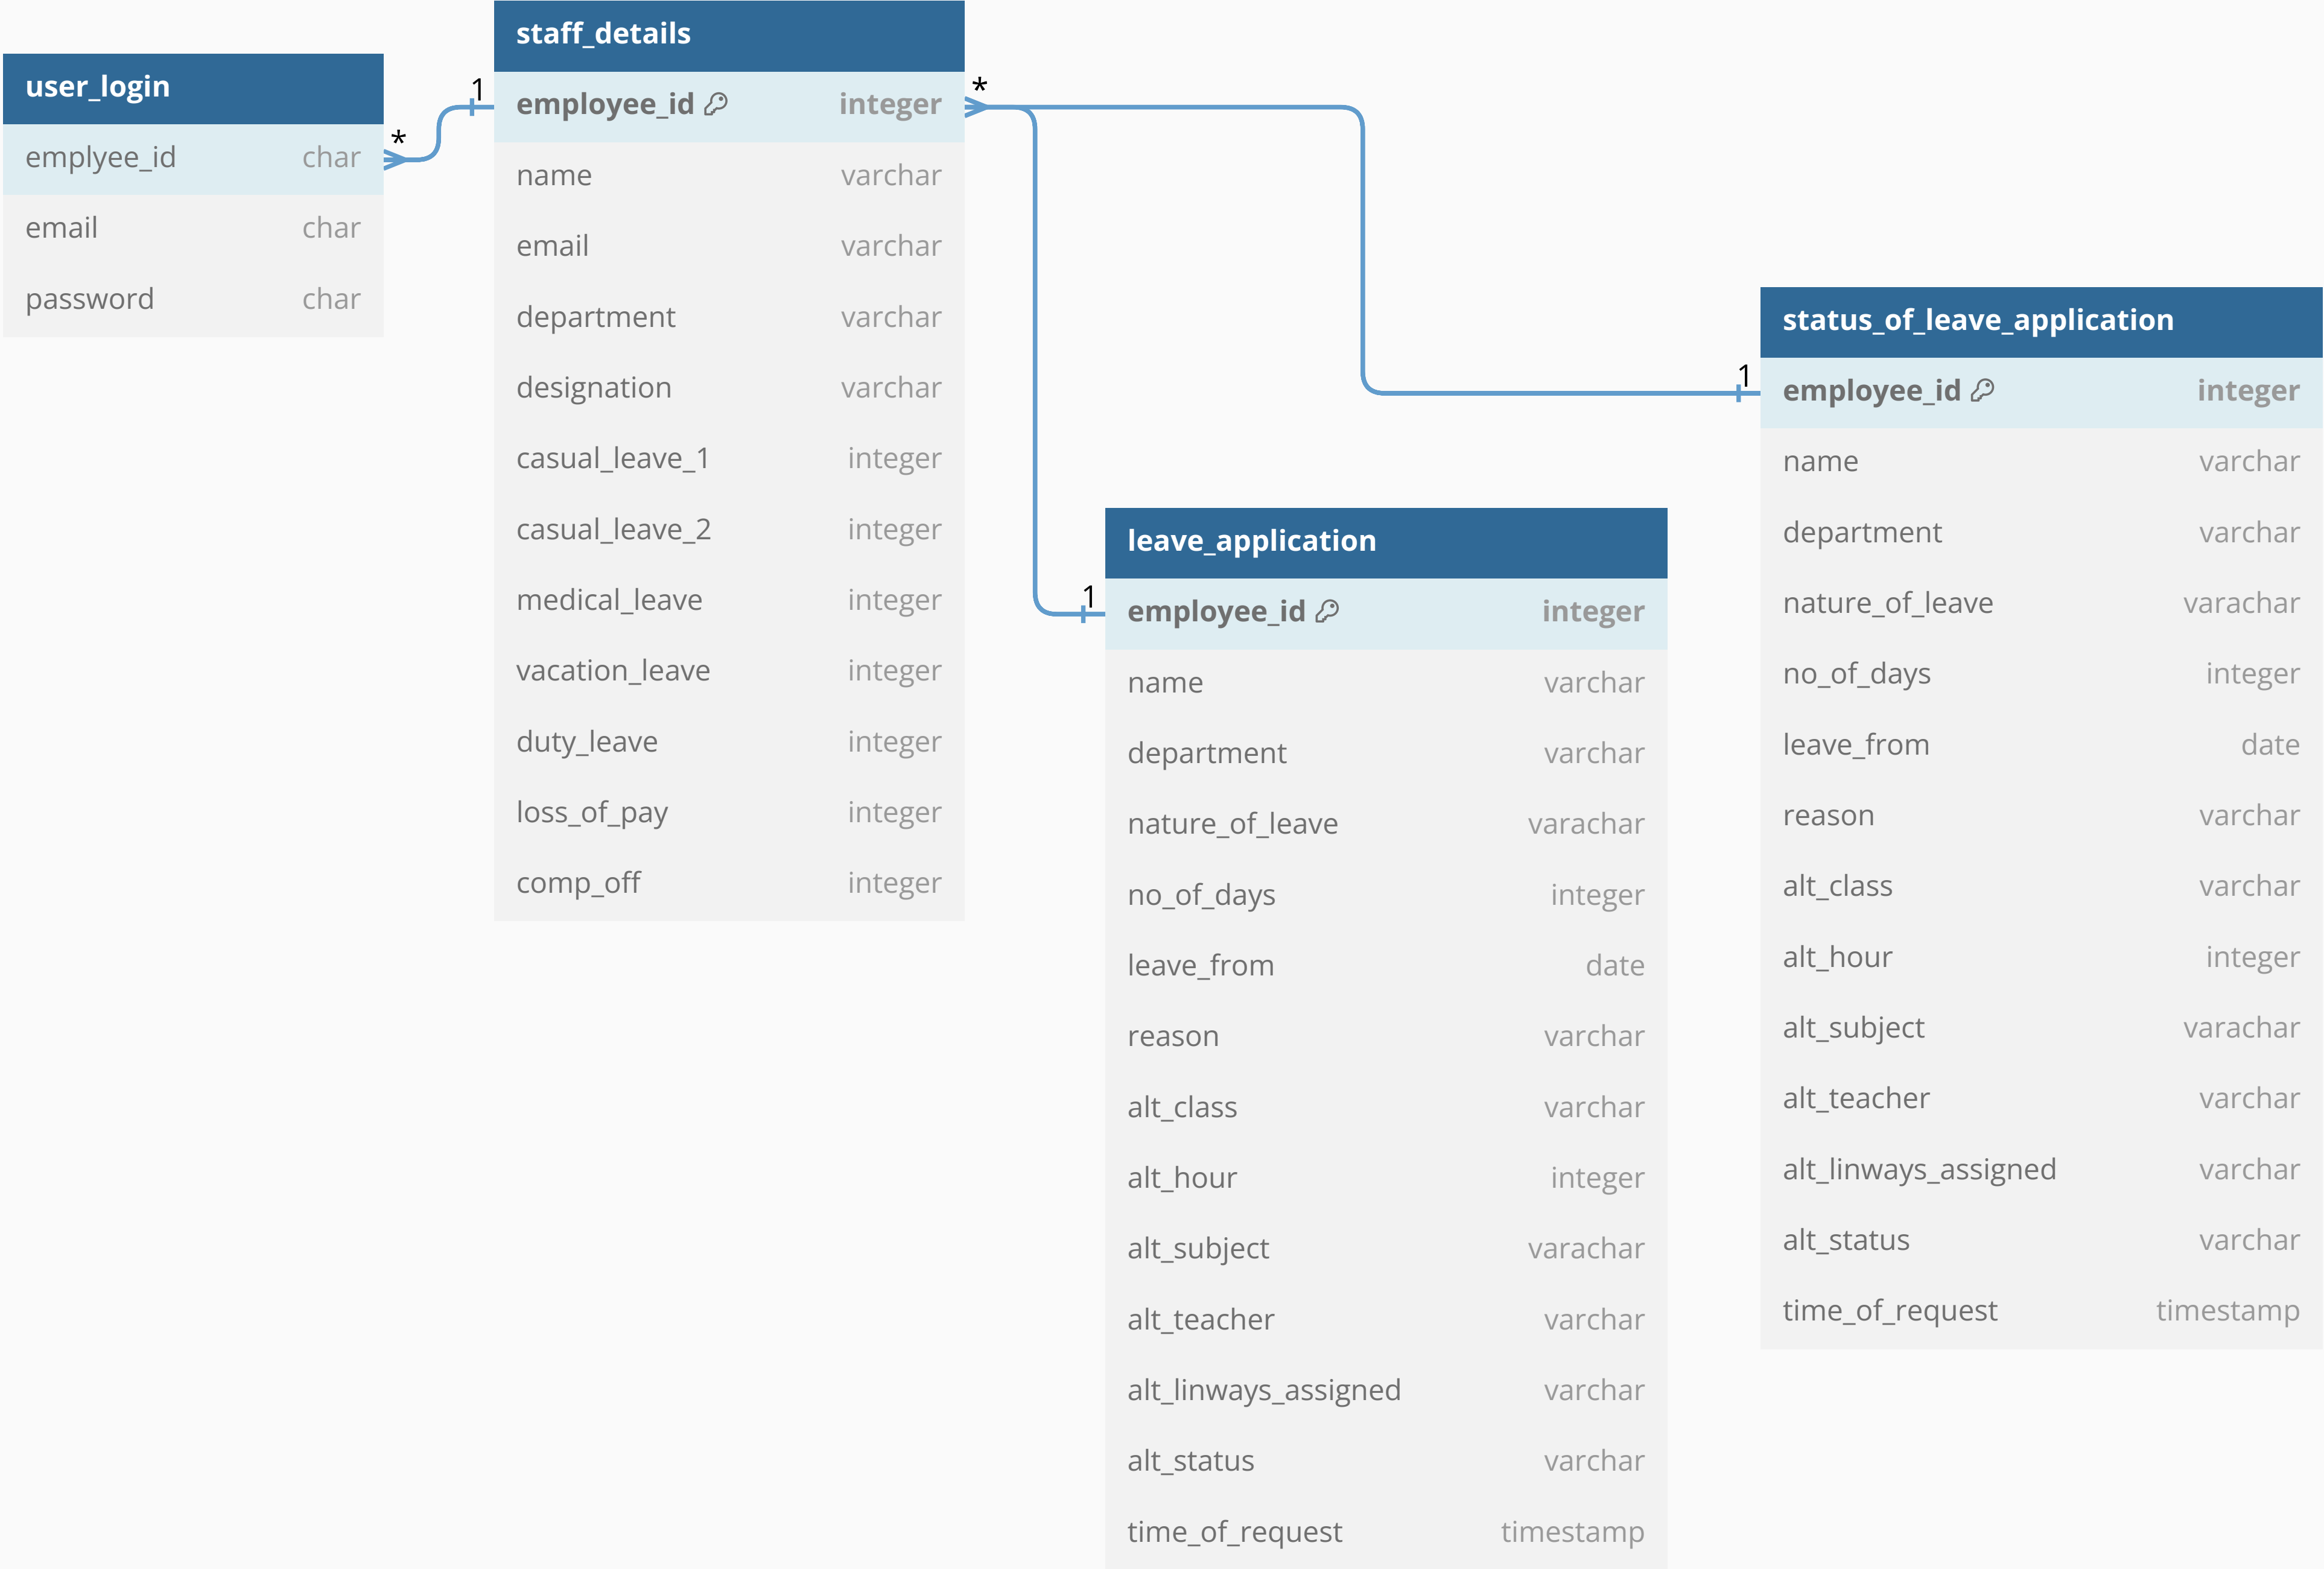 user_login
emplyee_id char
email char
password char
*
1
staff_details
employee_id integer
name varchar
email varchar
department varchar
designation varchar
casual_leave_1 integer
casual_leave_2 integer
medical_leave integer
vacation_leave integer
duty_leave integer
loss_of_pay integer
comp_off integer
*
1
leave_application
employee_id integer
name varchar
department varchar
nature_of_leave varachar
no_of_days integer
leave_from date
reason varchar
alt_class varchar
alt_hour integer
alt_subject varachar
alt_teacher varchar
alt_linways_assigned varchar
alt_status varchar
time_of_request timestamp
1
status_of_leave_application
employee_id integer
name varchar
department varchar
nature_of_leave varachar
no_of_days integer
leave_from date
reason varchar
alt_class varchar
alt_hour integer
alt_subject varachar
alt_teacher varchar
alt_linways_assigned varchar
alt_status varchar
time_of_request timestamp